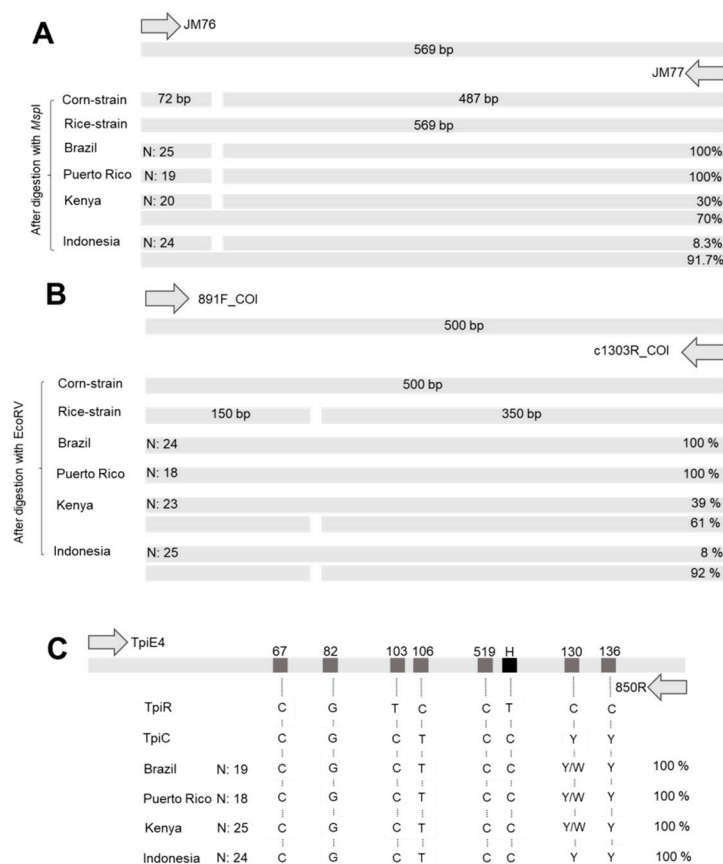 A
JM76
569 bp
JM77
After digestion with MspI
Corn-strain 72 bp 487 bp
Rice-strain 569 bp
Brazil N: 25 100%
Puerto Rico N: 19 100%
Kenya N: 20 30%
70%
Indonesia N: 24 8.3%
91.7%
B
891F_COI
500 bp
c1303R_COI
After digestion with EcoRV
Corn-strain 500 bp
Rice-strain 150 bp 350 bp
Brazil N: 24 100 %
Puerto Rico N: 18 100 %
Kenya N: 23 39 %
61 %
Indonesia N: 25 8 %
92 %
C
TpiE4
67 82 103 106 519 H 130 136
850R
TpiR C G T C C T C C
TpiC C G C T C C Y Y
Brazil N: 19 C G C T C C Y/W Y 100 %
Puerto Rico N: 18 C G C T C C Y/W Y 100 %
Kenya N: 25 C G C T C C Y/W Y 100 %
Indonesia N: 24 C G C T C C Y Y 100 %